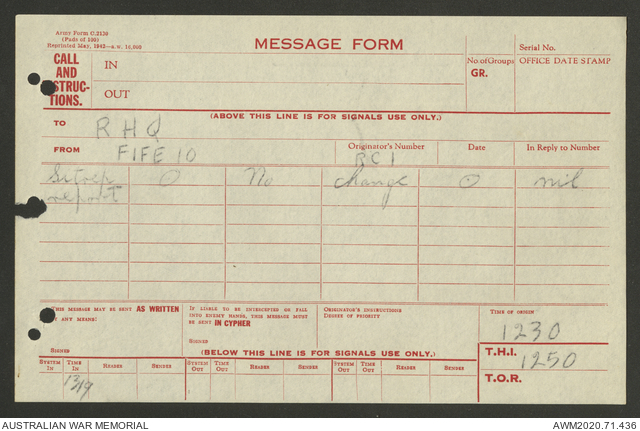 Army Form C.2136
(Pads of 100)
Reprinted May, 1942—A.W. 10,000
MESSAGE FORM
Serial No.
CALL
AND
INSTRUC-
TIONS.
IN
OUT
No of Groups
GR.
OFFICE DATE STAMP
(ABOVE THIS LINE IS FOR SIGNALS USE ONLY.)
TO RHQ
FROM FIFE 10
Originator's Number
RC1
Date
In Reply to Number
Sitrep O No change O nil
report
THIS MESSAGE MAY BE SENT AS WRITTEN
BY ANY MEANS:
SIGNED
IF LIABLE TO BE INTERCEPTED OR FALL
INTO ENEMY HANDS, THIS MESSAGE MUST
BE SENT IN CYPHER
SIGNED
ORIGINATOR'S INSTRUCTIONS
DEGREE OF PRIORITY
TIME OF ORIGIN
1230
(BELOW THIS LINE IS FOR SIGNALS USE ONLY.)
T.H.I. 1250
T.O.R.
SYSTEM IN TIME IN READER SENDER SYSTEM OUT TIME OUT READER SENDER SYSTEM OUT TIME OUT READER SENDER
1319
AUSTRALIAN WAR MEMORIAL
AWM2020.71.436